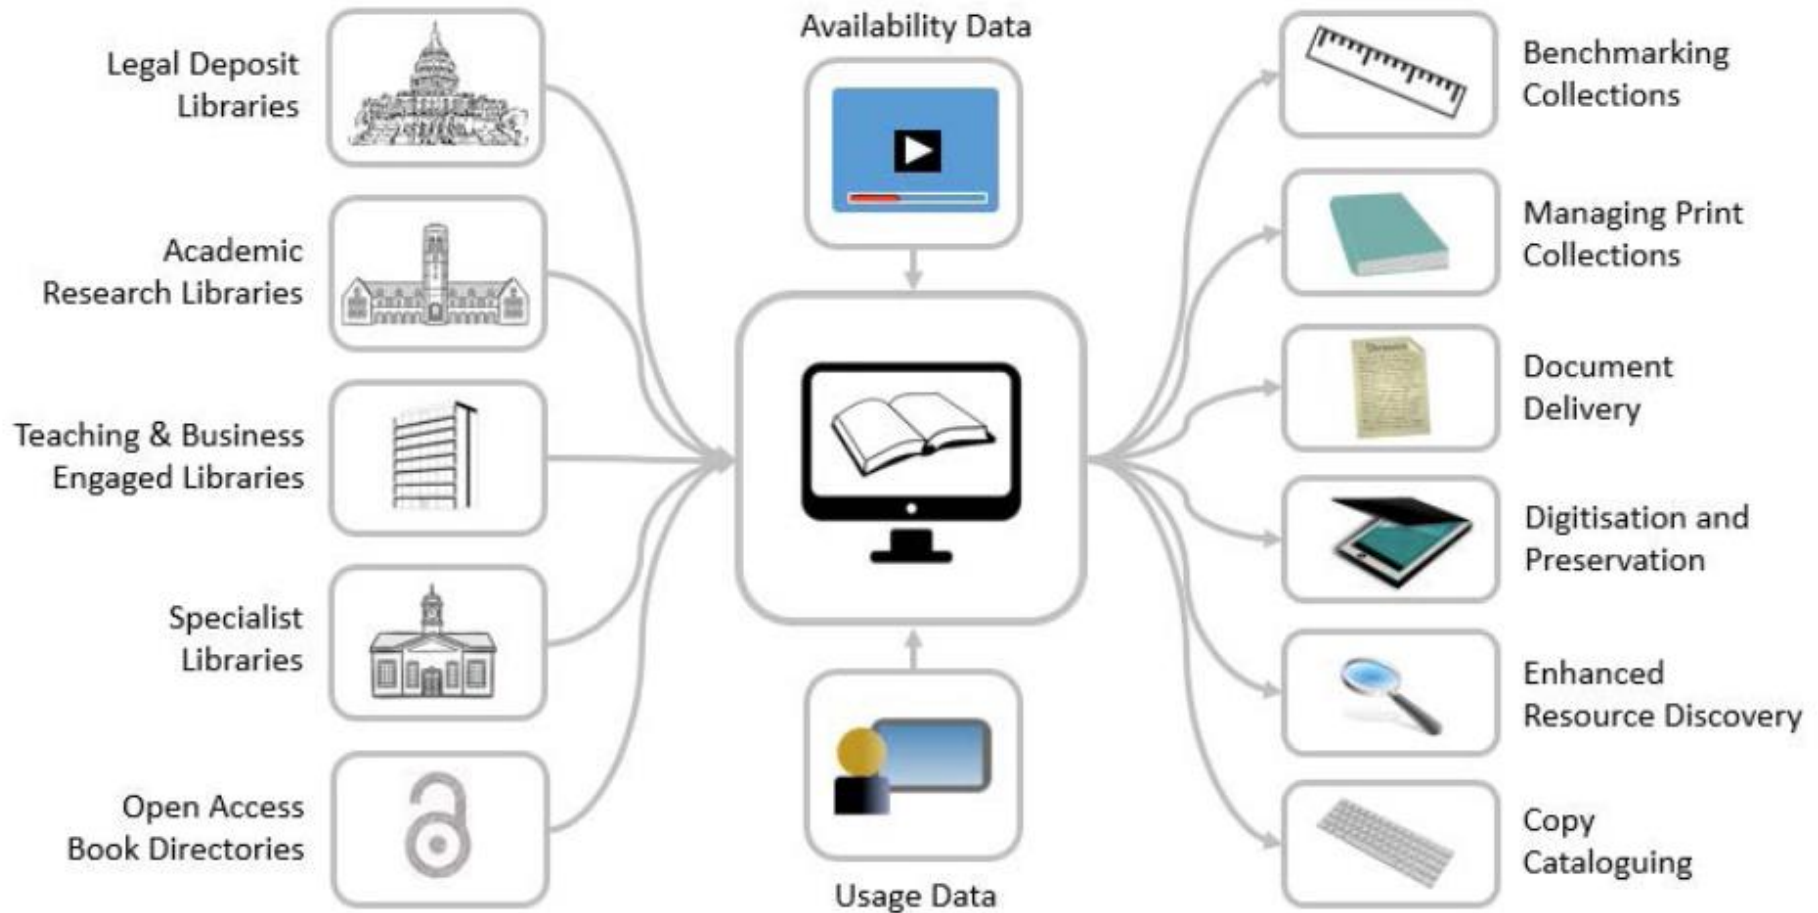 Legal Deposit
Libraries
Academic
Research Libraries
Teaching & Business
Engaged Libraries
Specialist
Libraries
Open Access
Book Directories
Availability Data
Usage Data
Benchmarking
Collections
Managing Print
Collections
Document
Delivery
Digitisation and
Preservation
Enhanced
Resource Discovery
Copy
Cataloguing